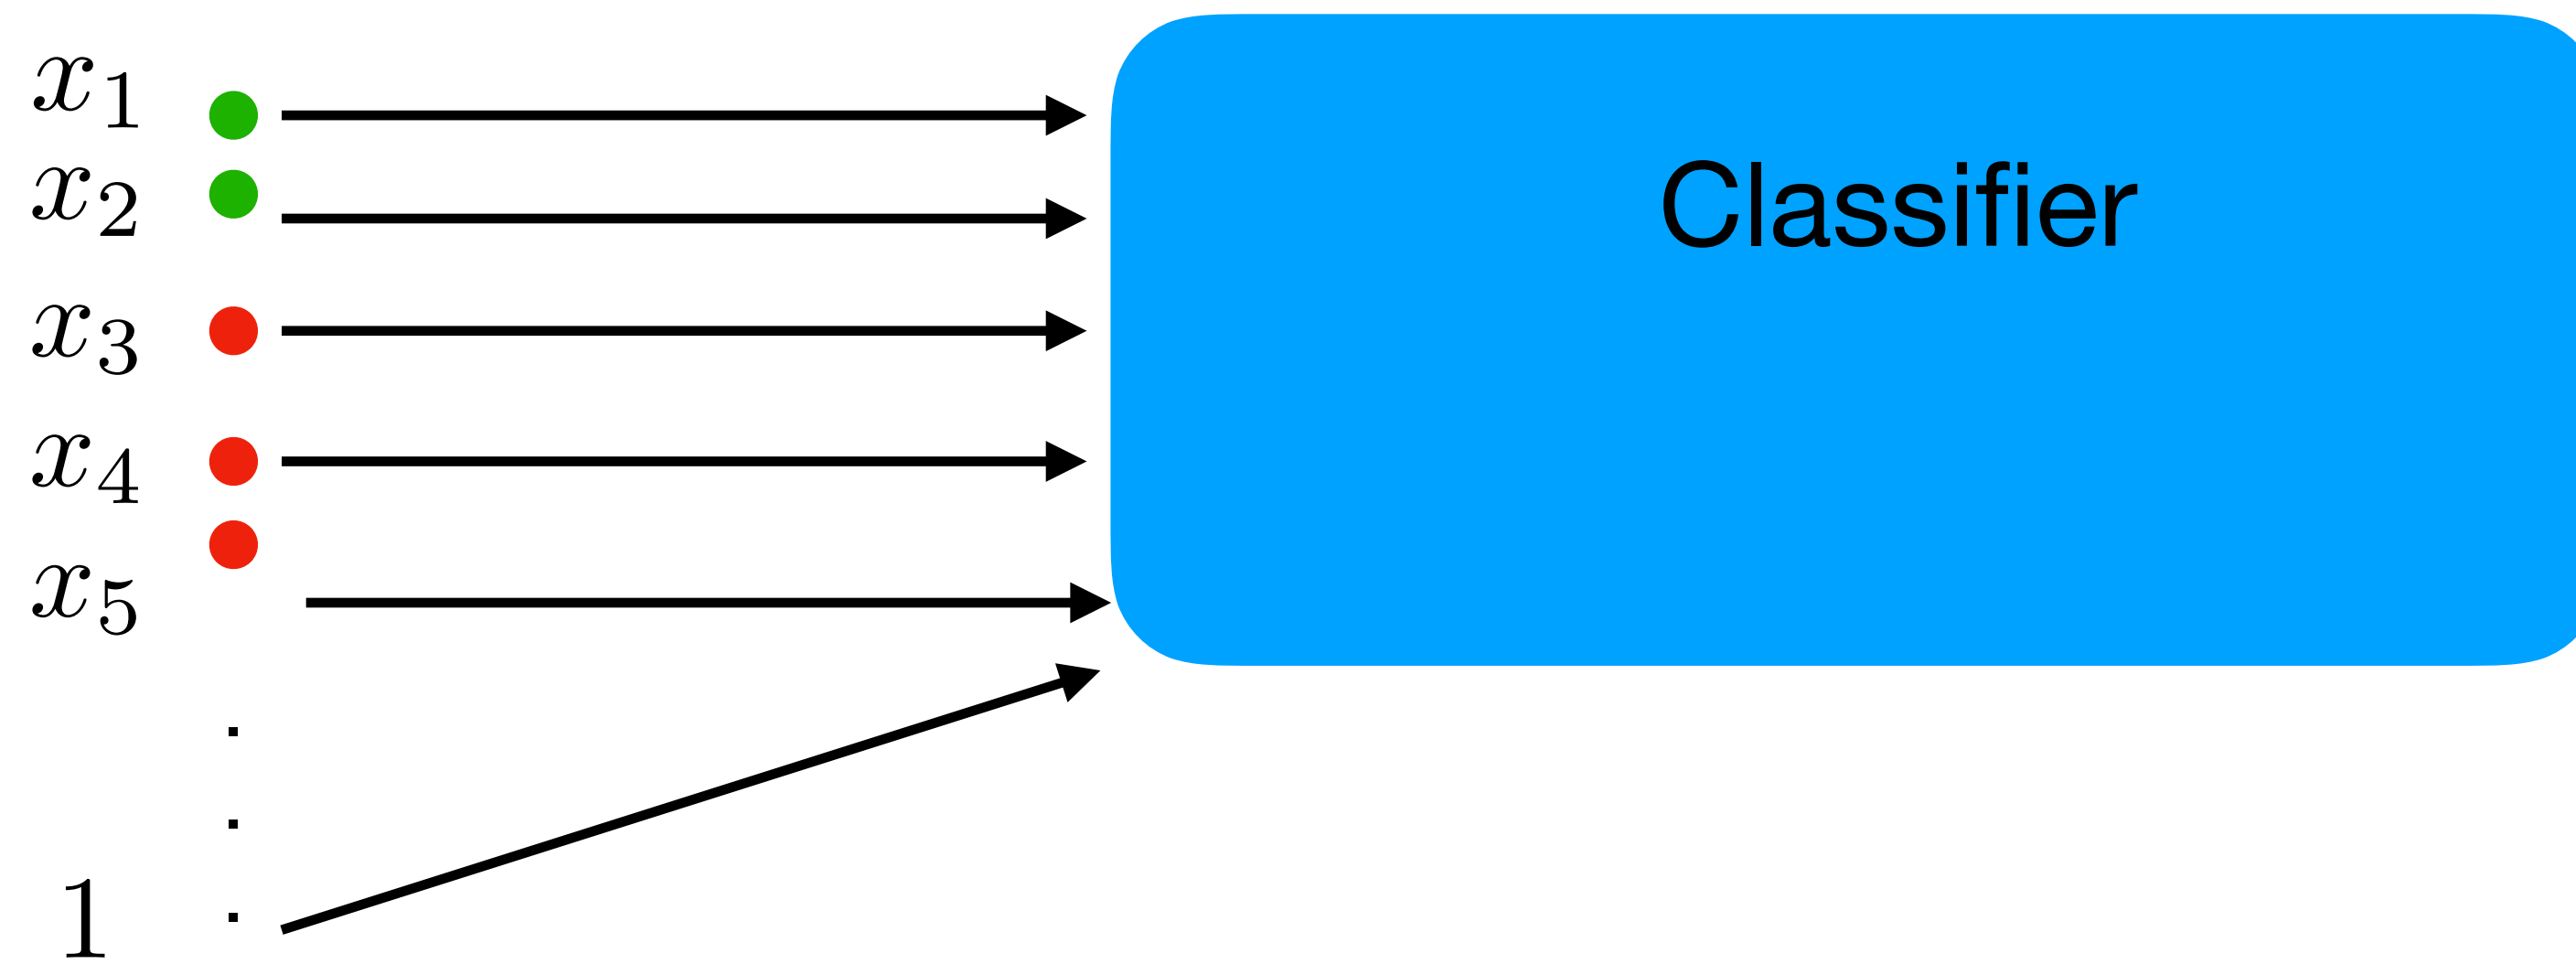 x₁
x₂
x₃
x₄
x₅
.
.
.
1
Classifier